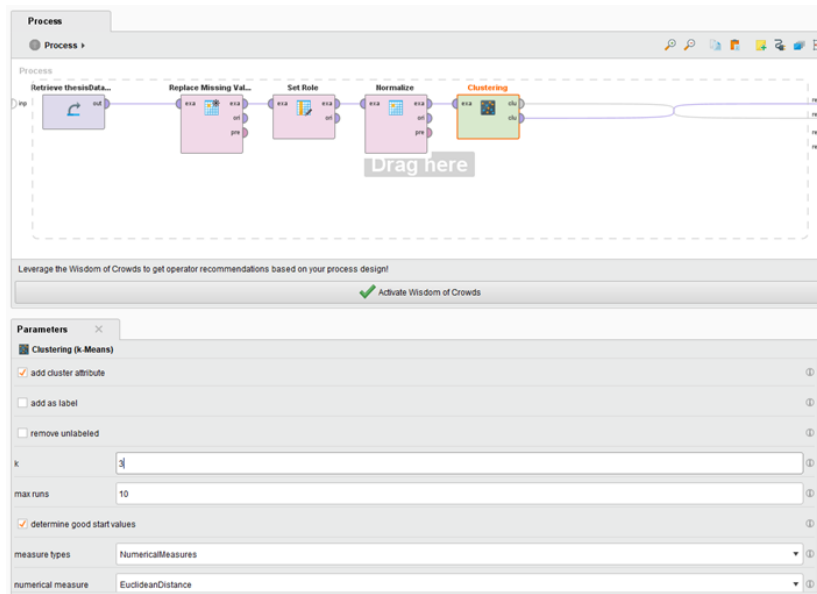 Process
Process
Process
Retrieve thesisData... Replace Missing Val... Set Role Normalize Clustering
inp out exa exa exa exa exa exa exa clu
ori ori ori clu
pre pre
Drag here
Leverage the Wisdom of Crowds to get operator recommendations based on your process design!
Activate Wisdom of Crowds
Parameters
Clustering (k-Means)
add cluster attribute
add as label
remove unlabeled
k 3
max runs 10
determine good start values
measure types NumericalMeasures
numerical measure EuclideanDistance